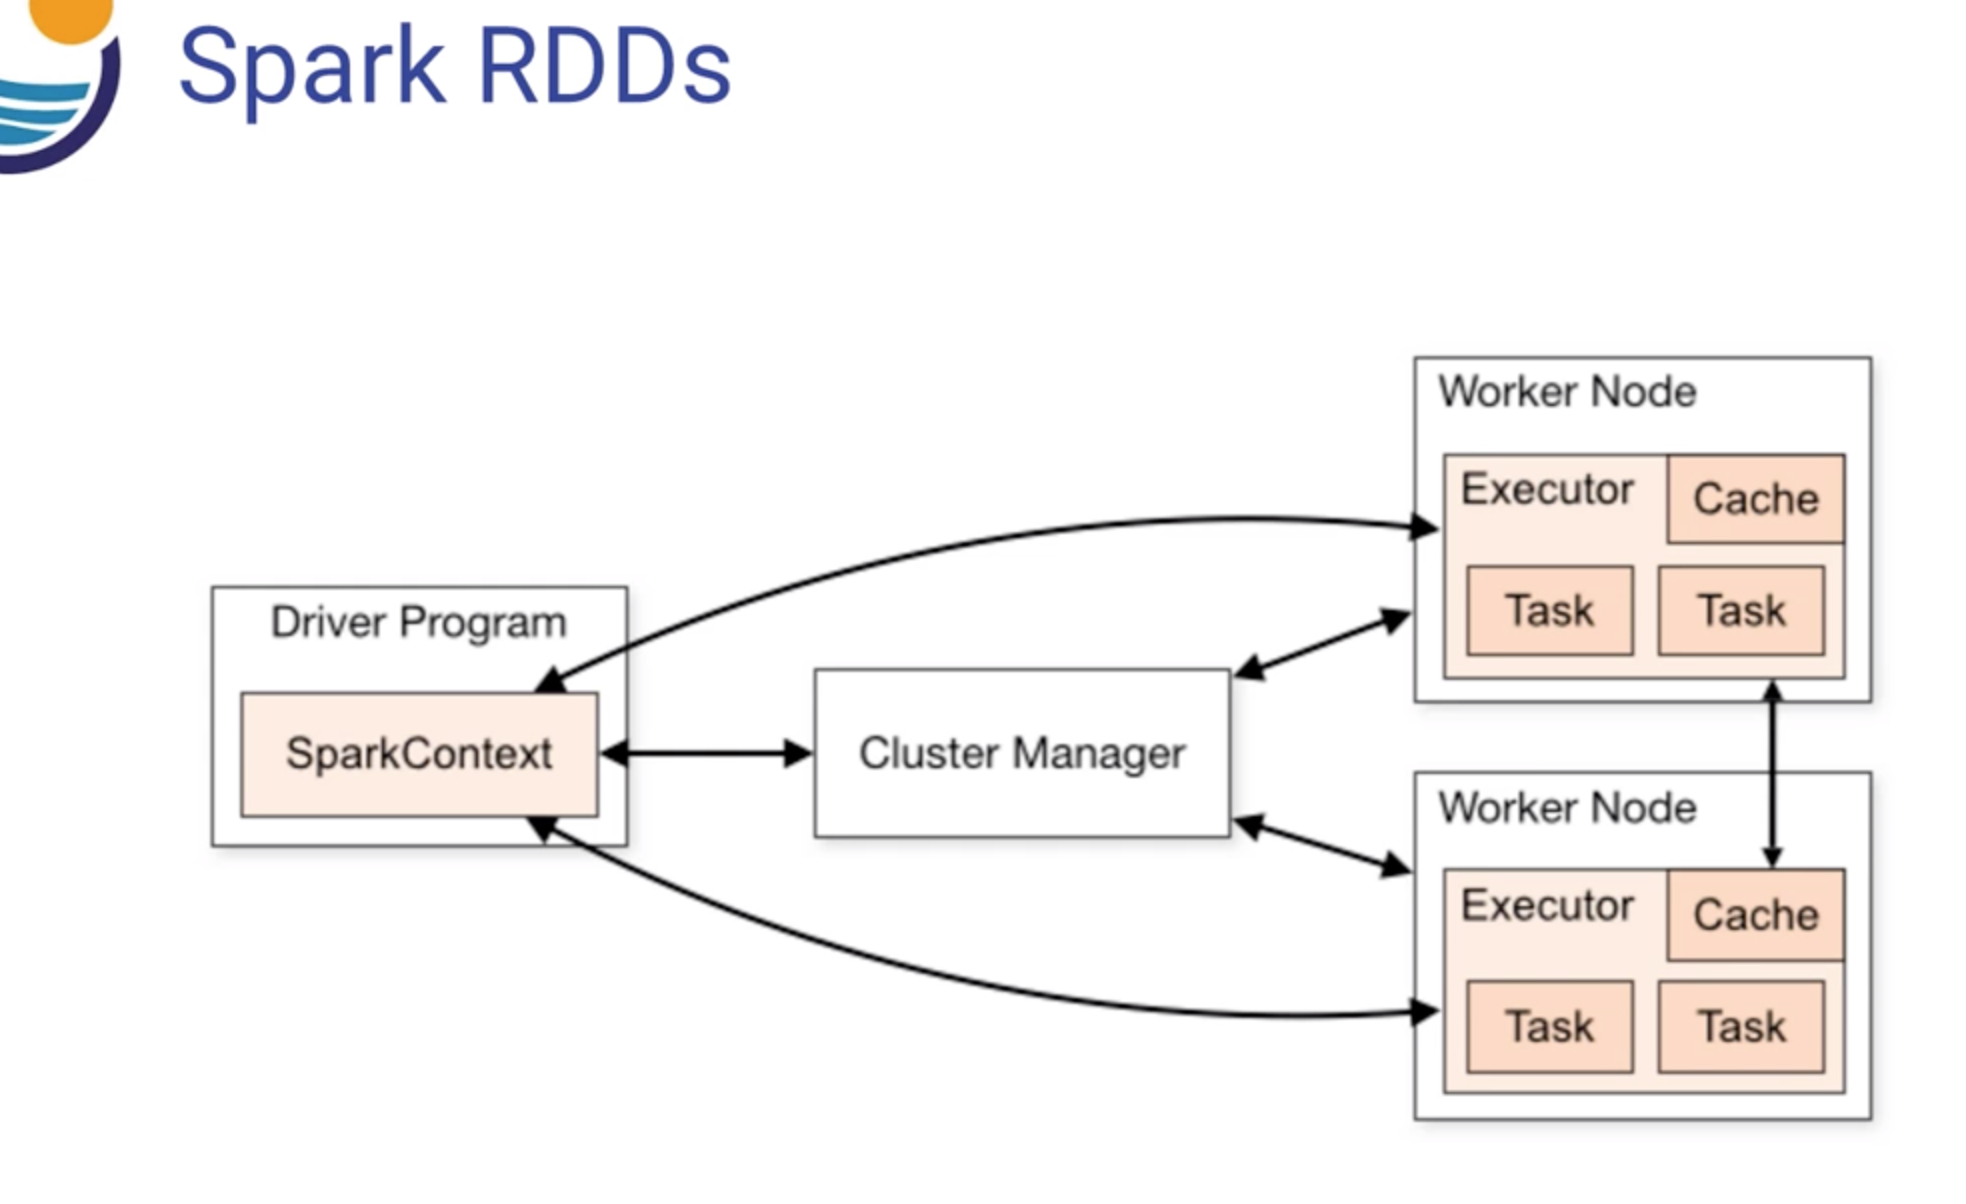 Spark RDDs
Driver Program
SparkContext
Cluster Manager
Worker Node
Executor
Cache
Task
Task
Worker Node
Executor
Cache
Task
Task